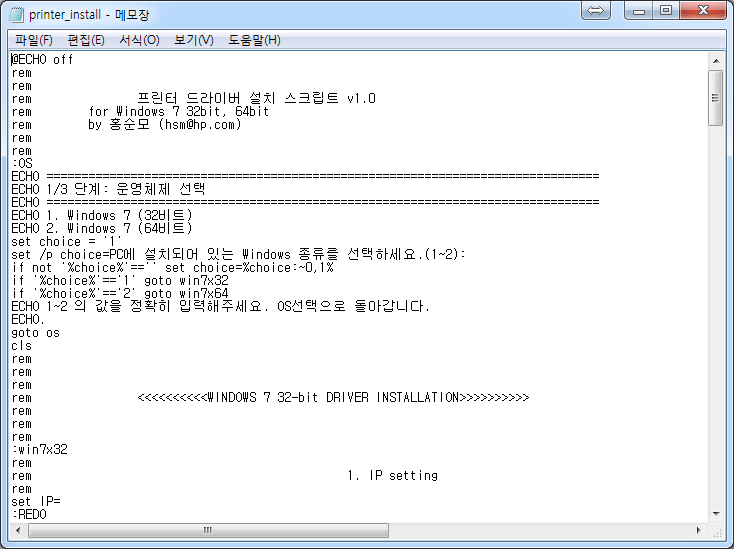 printer_install - 메모장
파일(F) 편집(E) 서식(O) 보기(V) 도움말(H)
@ECHO off
rem
rem
rem 프린터 드라이버 설치 스크립트 v1.0
rem for Windows 7 32bit, 64bit
rem by 홍순모 (hsm@hp.com)
rem
rem
:OS
ECHO ===============================================================================
ECHO 1/3 단계: 운영체제 선택
ECHO ===============================================================================
ECHO 1. Windows 7 (32비트)
ECHO 2. Windows 7 (64비트)
set choice = '1'
set /p choice=PC에 설치되어 있는 Windows 종류를 선택하세요.(1~2):
if not '%choice%'=='' set choice=%choice:~0,1%
if '%choice%'=='1' goto win7x32
if '%choice%'=='2' goto win7x64
ECHO 1~2 의 값을 정확히 입력해주세요. OS선택으로 돌아갑니다.
ECHO.
goto os
cls
rem
rem
rem
rem <<<<<<<<<<WINDOWS 7 32-bit DRIVER INSTALLATION>>>>>>>>>>
rem
rem
rem
:win7x32
rem
rem 1. IP setting
rem
set IP=
:REDO